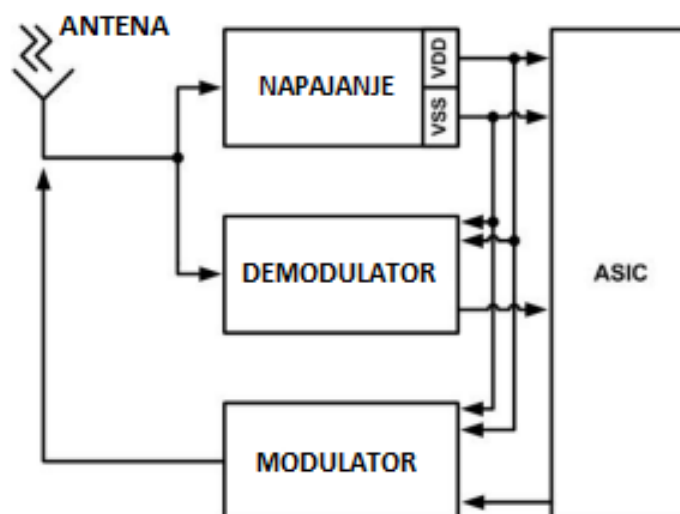 ANTENA
NAPAJANJE
VDD
VSS
DEMODULATOR
ASIC
MODULATOR